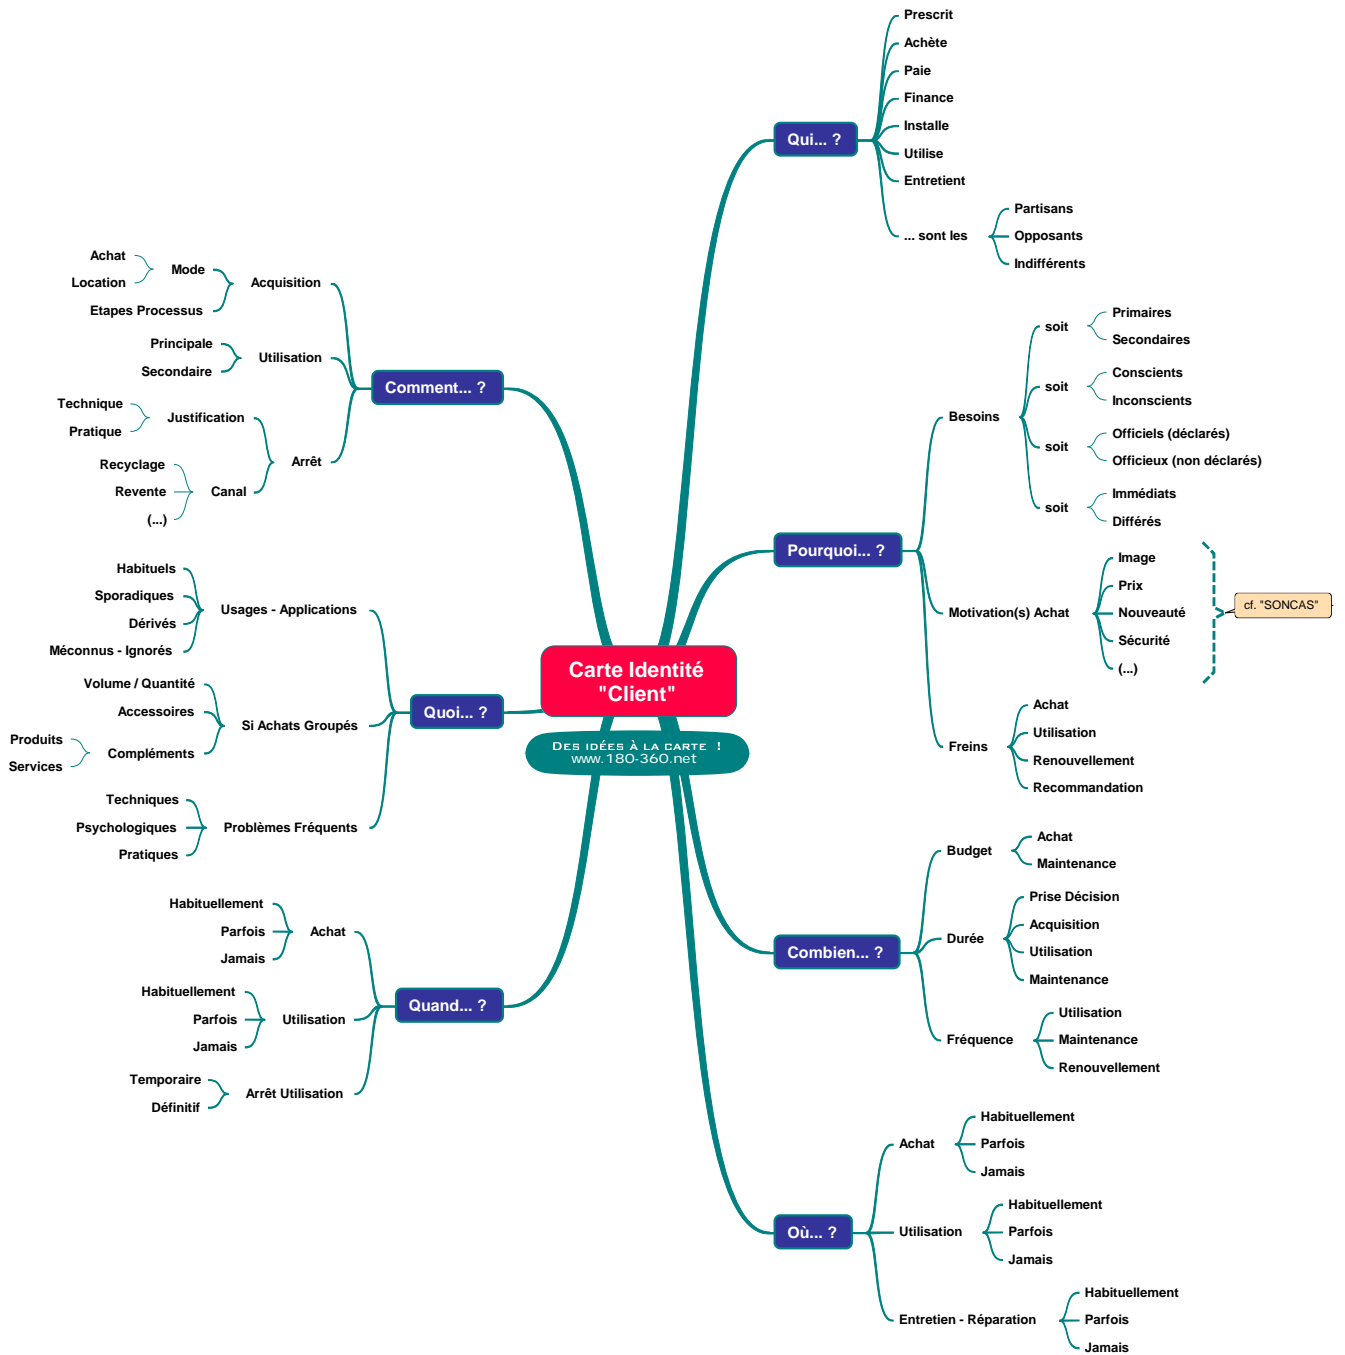 Carte Identité
"Client"
DES IDÉES À LA CARTE !
www.180-360.net
Qui... ?
Prescrit
Achète
Paie
Finance
Installe
Utilise
Entretient
... sont les
Partisans
Opposants
Indifférents
Pourquoi... ?
Besoins
soit
Primaires
Secondaires
soit
Conscients
Inconscients
soit
Officiels (déclarés)
Officieux (non déclarés)
soit
Immédiats
Différés
Motivation(s) Achat
Image
Prix
Nouveauté
Sécurité
(...)
cf. "SONCAS"
Freins
Achat
Utilisation
Renouvellement
Recommandation
Combien... ?
Budget
Achat
Maintenance
Durée
Prise Décision
Acquisition
Utilisation
Maintenance
Fréquence
Utilisation
Maintenance
Renouvellement
Où... ?
Achat
Habituellement
Parfois
Jamais
Utilisation
Habituellement
Parfois
Jamais
Entretien - Réparation
Habituellement
Parfois
Jamais
Comment... ?
Acquisition
Mode
Achat
Location
Etapes Processus
Utilisation
Principale
Secondaire
Arrêt
Justification
Technique
Pratique
Canal
Recyclage
Revente
(...)
Quoi... ?
Usages - Applications
Habituels
Sporadiques
Dérivés
Méconnus - Ignorés
Si Achats Groupés
Volume / Quantité
Accessoires
Compléments
Produits
Services
Problèmes Fréquents
Techniques
Psychologiques
Pratiques
Quand... ?
Achat
Habituellement
Parfois
Jamais
Utilisation
Habituellement
Parfois
Jamais
Arrêt Utilisation
Temporaire
Définitif